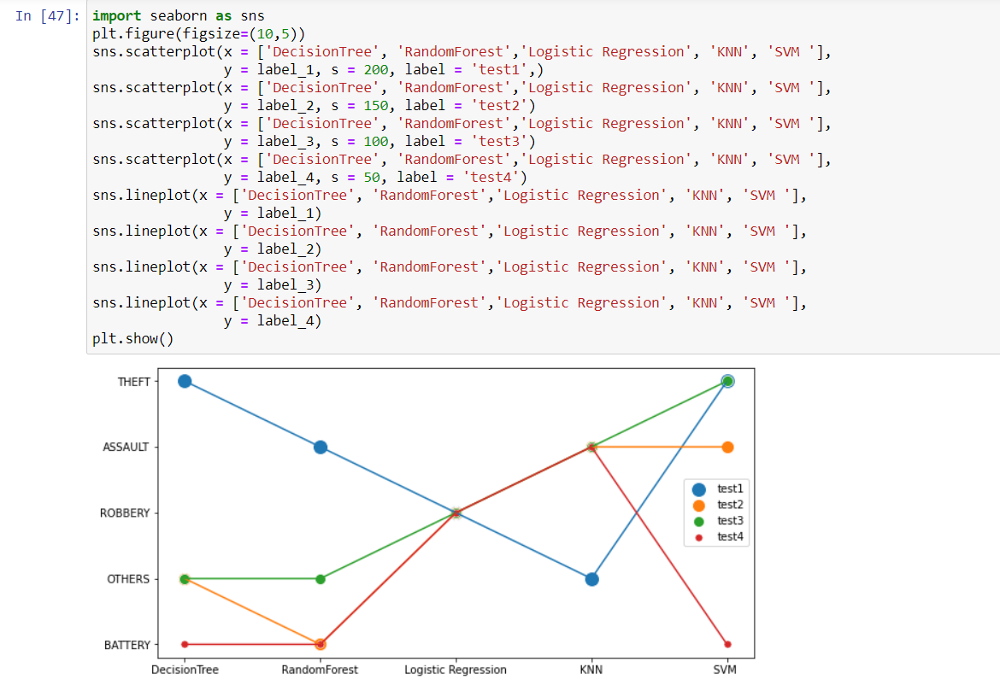 In [47]: import seaborn as sns
plt.figure(figsize=(10,5))
sns.scatterplot(x = ['DecisionTree', 'RandomForest','Logistic Regression', 'KNN', 'SVM '],
y = label_1, s = 200, label = 'test1',)
sns.scatterplot(x = ['DecisionTree', 'RandomForest','Logistic Regression', 'KNN', 'SVM '],
y = label_2, s = 150, label = 'test2')
sns.scatterplot(x = ['DecisionTree', 'RandomForest','Logistic Regression', 'KNN', 'SVM '],
y = label_3, s = 100, label = 'test3')
sns.scatterplot(x = ['DecisionTree', 'RandomForest','Logistic Regression', 'KNN', 'SVM '],
y = label_4, s = 50, label = 'test4')
sns.lineplot(x = ['DecisionTree', 'RandomForest','Logistic Regression', 'KNN', 'SVM '],
y = label_1)
sns.lineplot(x = ['DecisionTree', 'RandomForest','Logistic Regression', 'KNN', 'SVM '],
y = label_2)
sns.lineplot(x = ['DecisionTree', 'RandomForest','Logistic Regression', 'KNN', 'SVM '],
y = label_3)
sns.lineplot(x = ['DecisionTree', 'RandomForest','Logistic Regression', 'KNN', 'SVM '],
y = label_4)
plt.show()
THEFT
ASSAULT
ROBBERY
OTHERS
BATTERY
test1
test2
test3
test4
DecisionTree RandomForest Logistic Regression KNN SVM